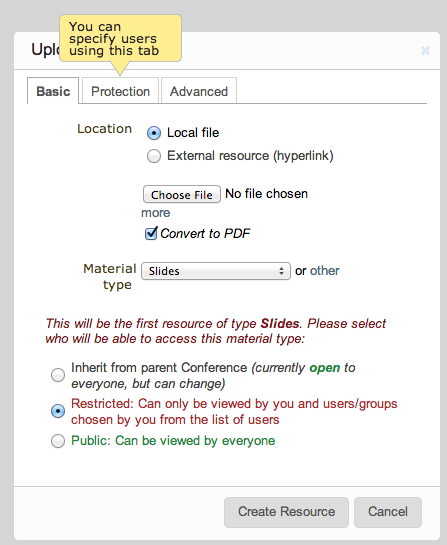 You can
specify users
using this tab
Uplo
Basic
Protection
Advanced
Location
Local file
External resource (hyperlink)
Choose File No file chosen
more
Convert to PDF
Material
type
Slides
or other
This will be the first resource of type Slides. Please select
who will be able to access this material type:
Inherit from parent Conference (currently open to
everyone, but can change)
Restricted: Can only be viewed by you and users/groups
chosen by you from the list of users
Public: Can be viewed by everyone
Create Resource
Cancel